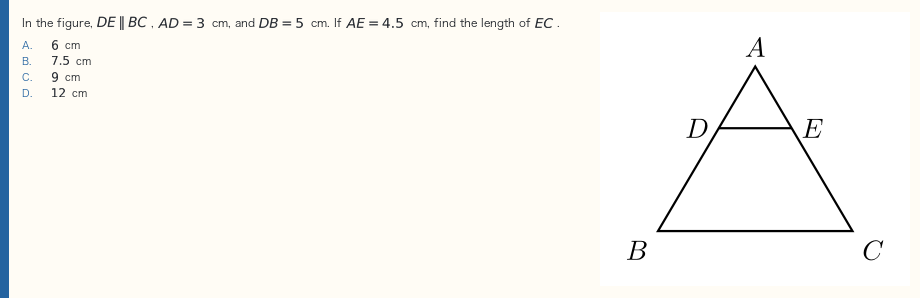 In the figure, DE ∥ BC , AD = 3 cm, and DB = 5 cm. If AE = 4.5 cm, find the length of EC .
A. 6 cm
B. 7.5 cm
C. 9 cm
D. 12 cm
A
D E
B C